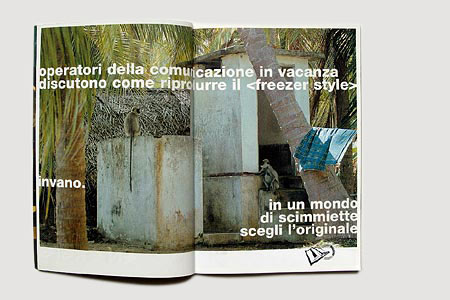 operatori della comunicazione in vacanza
discutono come riprodurre il <freezer style>
invano.
in un mondo
di scimmiette
scegli l'originale